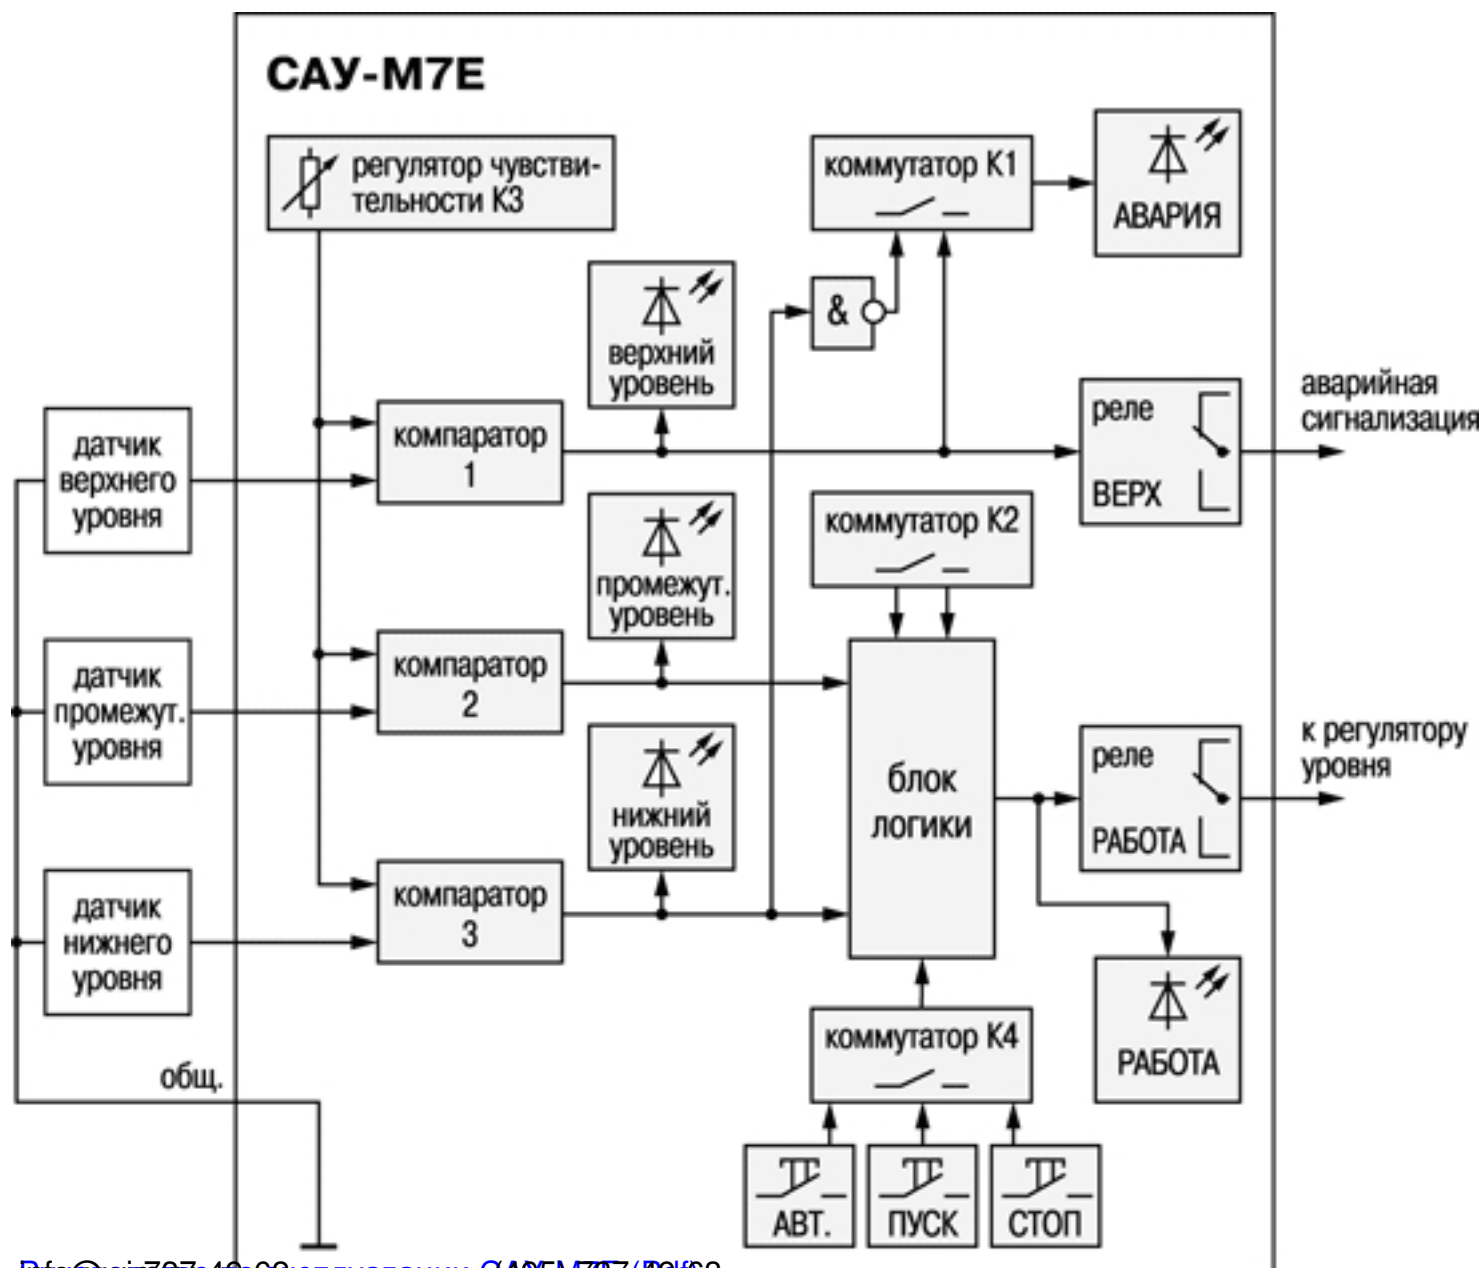 САУ-М7Е
регулятор чувстви-
тельности К3
коммутатор К1
АВАРИЯ
&
верхний
уровень
реле
ВЕРХ
аварийная
сигнализация
датчик
верхнего
уровня
компаратор
1
коммутатор К2
промежут.
уровень
датчик
промежут.
уровня
компаратор
2
блок
логики
реле
РАБОТА
к регулятору
уровня
нижний
уровень
датчик
нижнего
уровня
компаратор
3
РАБОТА
коммутатор К4
общ.
АВТ.
ПУСК
СТОП